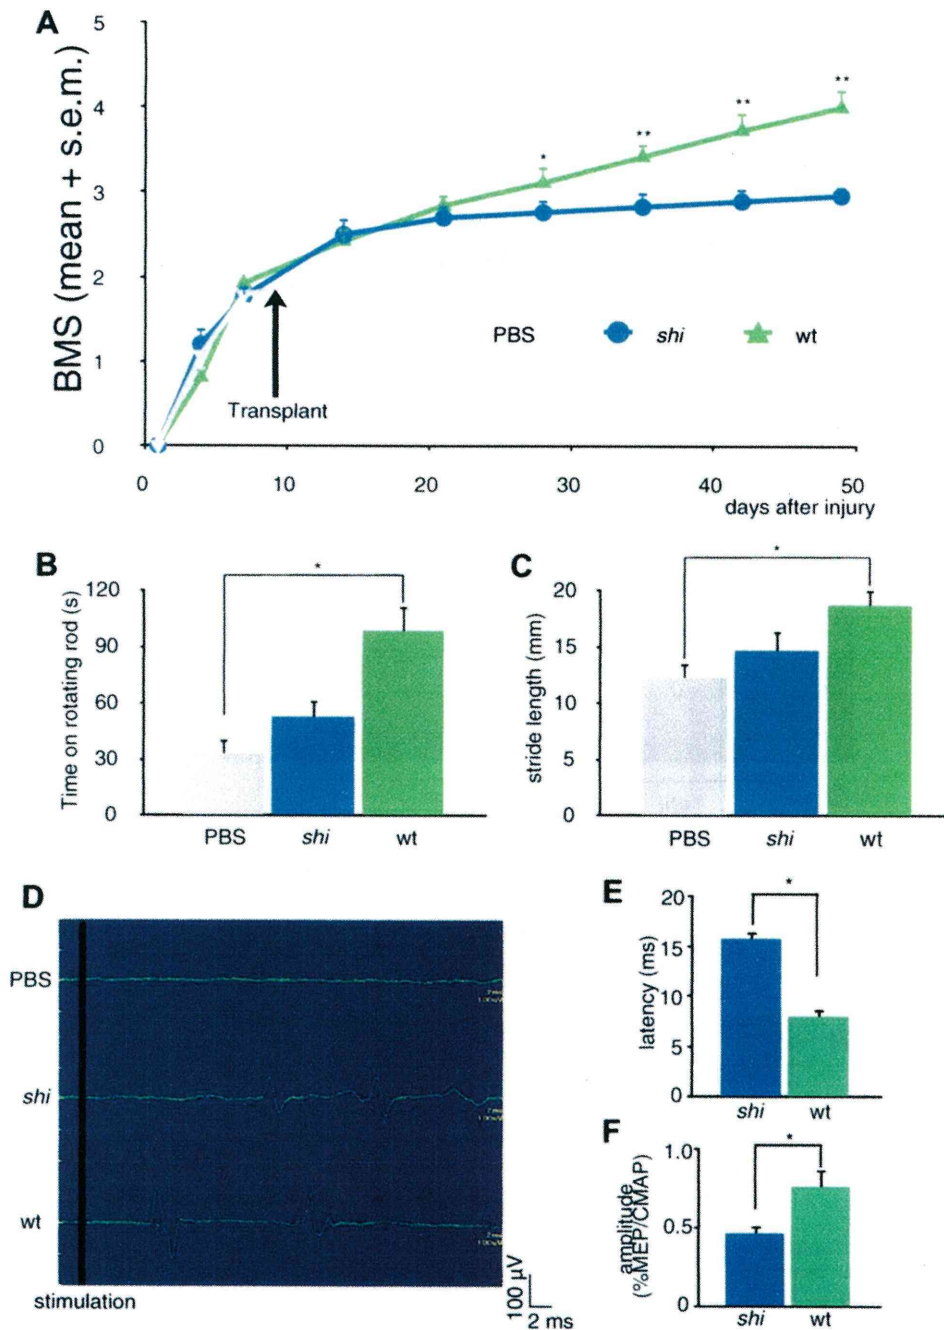 A
BMS (mean + s.e.m.)
5
4
3
2
1
0
*
**
**
**
Transplant
PBS
shi
wt
0
10
20
30
40
50
days after injury
B
Time on rotating rod (s)
120
90
60
30
0
*
PBS
shi
wt
C
stride length (mm)
20
15
10
5
0
*
PBS
shi
wt
D
PBS
shi
wt
stimulation
100 µV
2 ms
E
latency (ms)
20
15
10
5
0
*
shi
wt
F
amplitude
(%MEP/CMAP)
1.0
0.5
0
*
shi
wt